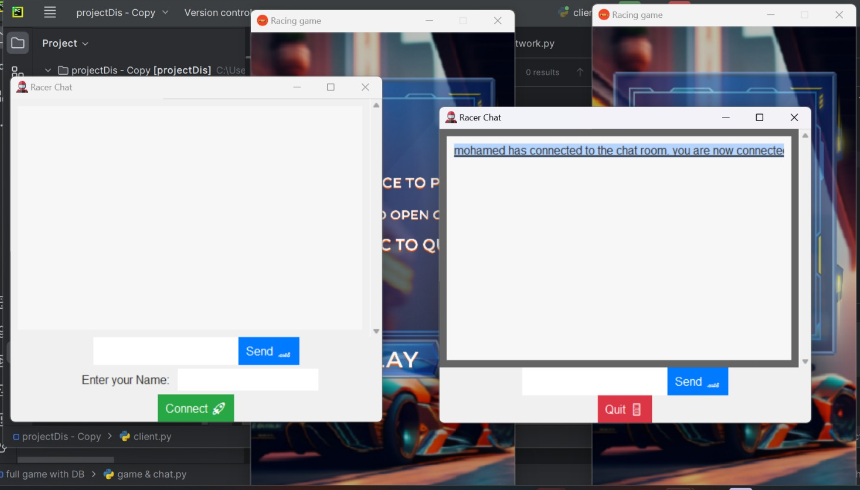 projectDis - Copy
Version control
Racing game
clien
Racing game
Project
twork.py
projectDis - Copy [projectDis] C:\Use
0 results
Racer Chat
Racer Chat
mohamed has connected to the chat room. you are now connected
CE TO P
D OPEN C
C TO QU
Send
LAY
Enter your Name:
Send
Connect
Quit
projectDis - Copy > client.py
full game with DB > game & chat.py